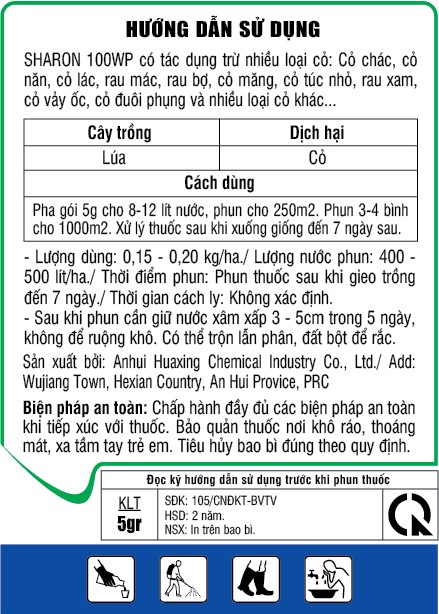 HƯỚNG DẪN SỬ DỤNG
SHARON 100WP có tác dụng trừ nhiều loại cỏ: Cỏ chác, cỏ
năn, cỏ lác, rau mác, rau bợ, cỏ măng, cỏ túc nhỏ, rau xam,
cỏ vảy ốc, cỏ đuôi phụng và nhiều loại cỏ khác...
Cây trồng Dịch hại
Lúa Cỏ
Cách dùng
Pha gói 5g cho 8-12 lít nước, phun cho 250m2. Phun 3-4 bình
cho 1000m2. Xử lý thuốc sau khi xuống giống đến 7 ngày sau.
- Lượng dùng: 0,15 - 0,20 kg/ha./ Lượng nước phun: 400 -
500 lít/ha./ Thời điểm phun: Phun thuốc sau khi gieo trồng
đến 7 ngày./ Thời gian cách ly: Không xác định.
- Sau khi phun cần giữ nước xâm xấp 3 - 5cm trong 5 ngày,
không để ruộng khô. Có thể trộn lẫn phân, đất bột để rắc.
Sản xuất bởi: Anhui Huaxing Chemical Industry Co., Ltd./ Add:
Wujiang Town, Hexian Country, An Hui Provice, PRC
Biện pháp an toàn: Chấp hành đầy đủ các biện pháp an toàn
khi tiếp xúc với thuốc. Bảo quản thuốc nơi khô ráo, thoáng
mát, xa tầm tay trẻ em. Tiêu hủy bao bì đúng theo quy định.
Đọc kỹ hướng dẫn sử dụng trước khi phun thuốc
KLT
5gr
SĐK: 105/CNĐKT-BVTV
HSD: 2 năm.
NSX: In trên bao bì.